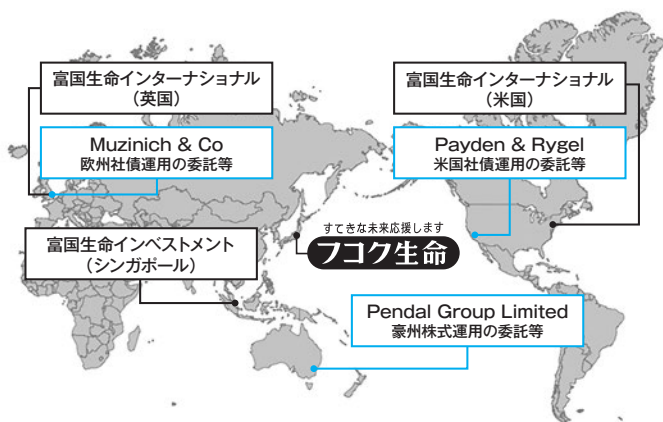 富国生命インターナショナル
（英国）
富国生命インターナショナル
（米国）
Muzinich & Co
欧州社債運用の委託等
Payden & Rygel
米国社債運用の委託等
すてきな未来応援します
フコク生命
富国生命インベストメント
（シンガポール）
Pendal Group Limited
豪州株式運用の委託等